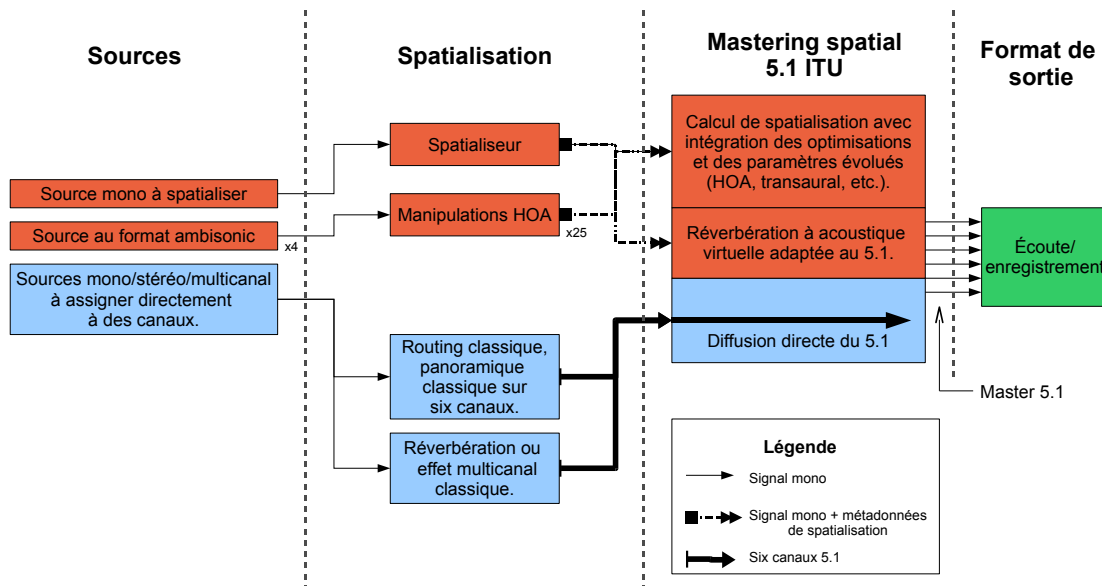 Sources
Spatialisation
Mastering spatial
5.1 ITU
Format de
sortie
Source mono à spatialiser
Source au format ambisonic
x4
Sources mono/stéréo/multicanal
à assigner directement
à des canaux.
Spatialiseur
Manipulations HOA
x25
Routing classique,
panoramique
classique sur
six canaux.
Réverbération ou
effet multicanal
classique.
Calcul de spatialisation avec
intégration des optimisations
et des paramètres évolués
(HOA, transaural, etc.).
Réverbération à acoustique
virtuelle adaptée au 5.1.
Diffusion directe du 5.1
Écoute/
enregistrement
Master 5.1
Légende
Signal mono
Signal mono + métadonnées
de spatialisation
Six canaux 5.1